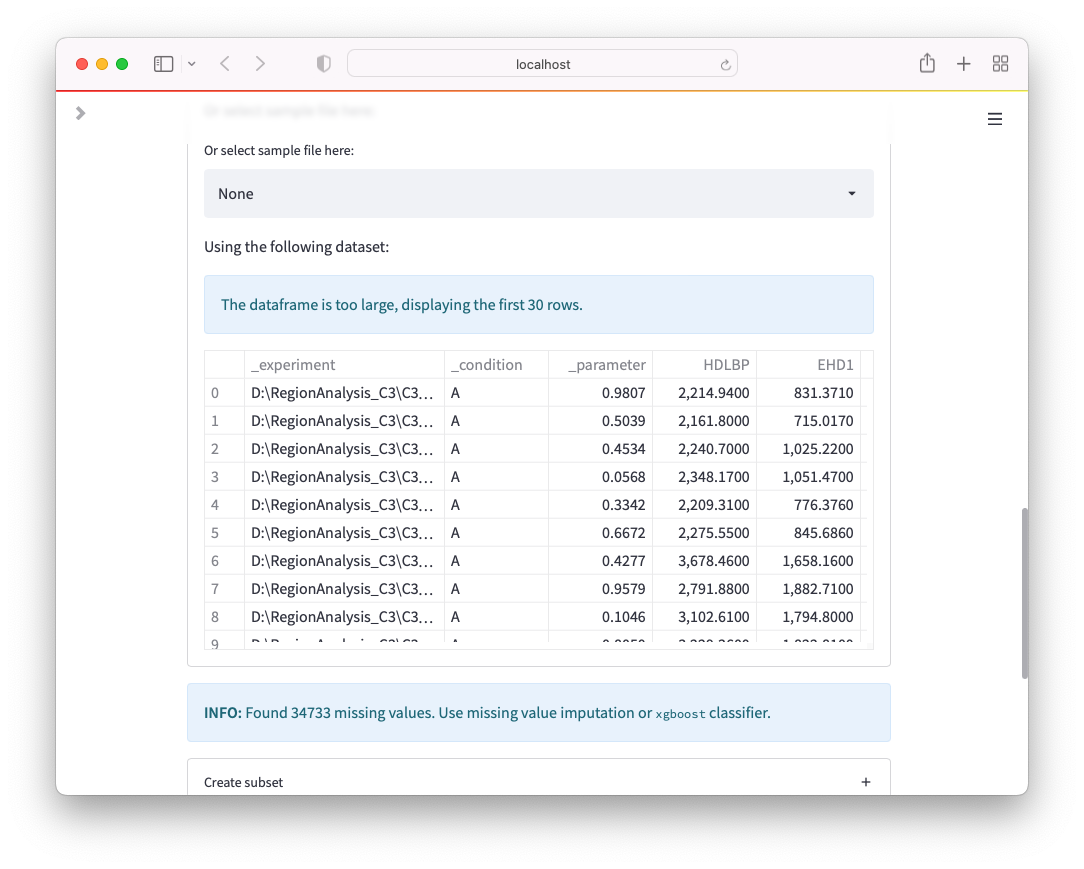 localhost
Or select sample file here:
Or select sample file here:
None
Using the following dataset:
The dataframe is too large, displaying the first 30 rows.
_experiment _condition _parameter HDLBP EHD1
0 D:\RegionAnalysis_C3\C3... A 0.9807 2,214.9400 831.3710
1 D:\RegionAnalysis_C3\C3... A 0.5039 2,161.8000 715.0170
2 D:\RegionAnalysis_C3\C3... A 0.4534 2,240.7000 1,025.2200
3 D:\RegionAnalysis_C3\C3... A 0.0568 2,348.1700 1,051.4700
4 D:\RegionAnalysis_C3\C3... A 0.3342 2,209.3100 776.3760
5 D:\RegionAnalysis_C3\C3... A 0.6672 2,275.5500 845.6860
6 D:\RegionAnalysis_C3\C3... A 0.4277 3,678.4600 1,658.1600
7 D:\RegionAnalysis_C3\C3... A 0.9579 2,791.8800 1,882.7100
8 D:\RegionAnalysis_C3\C3... A 0.1046 3,102.6100 1,794.8000
9
INFO: Found 34733 missing values. Use missing value imputation or xgboost classifier.
Create subset +